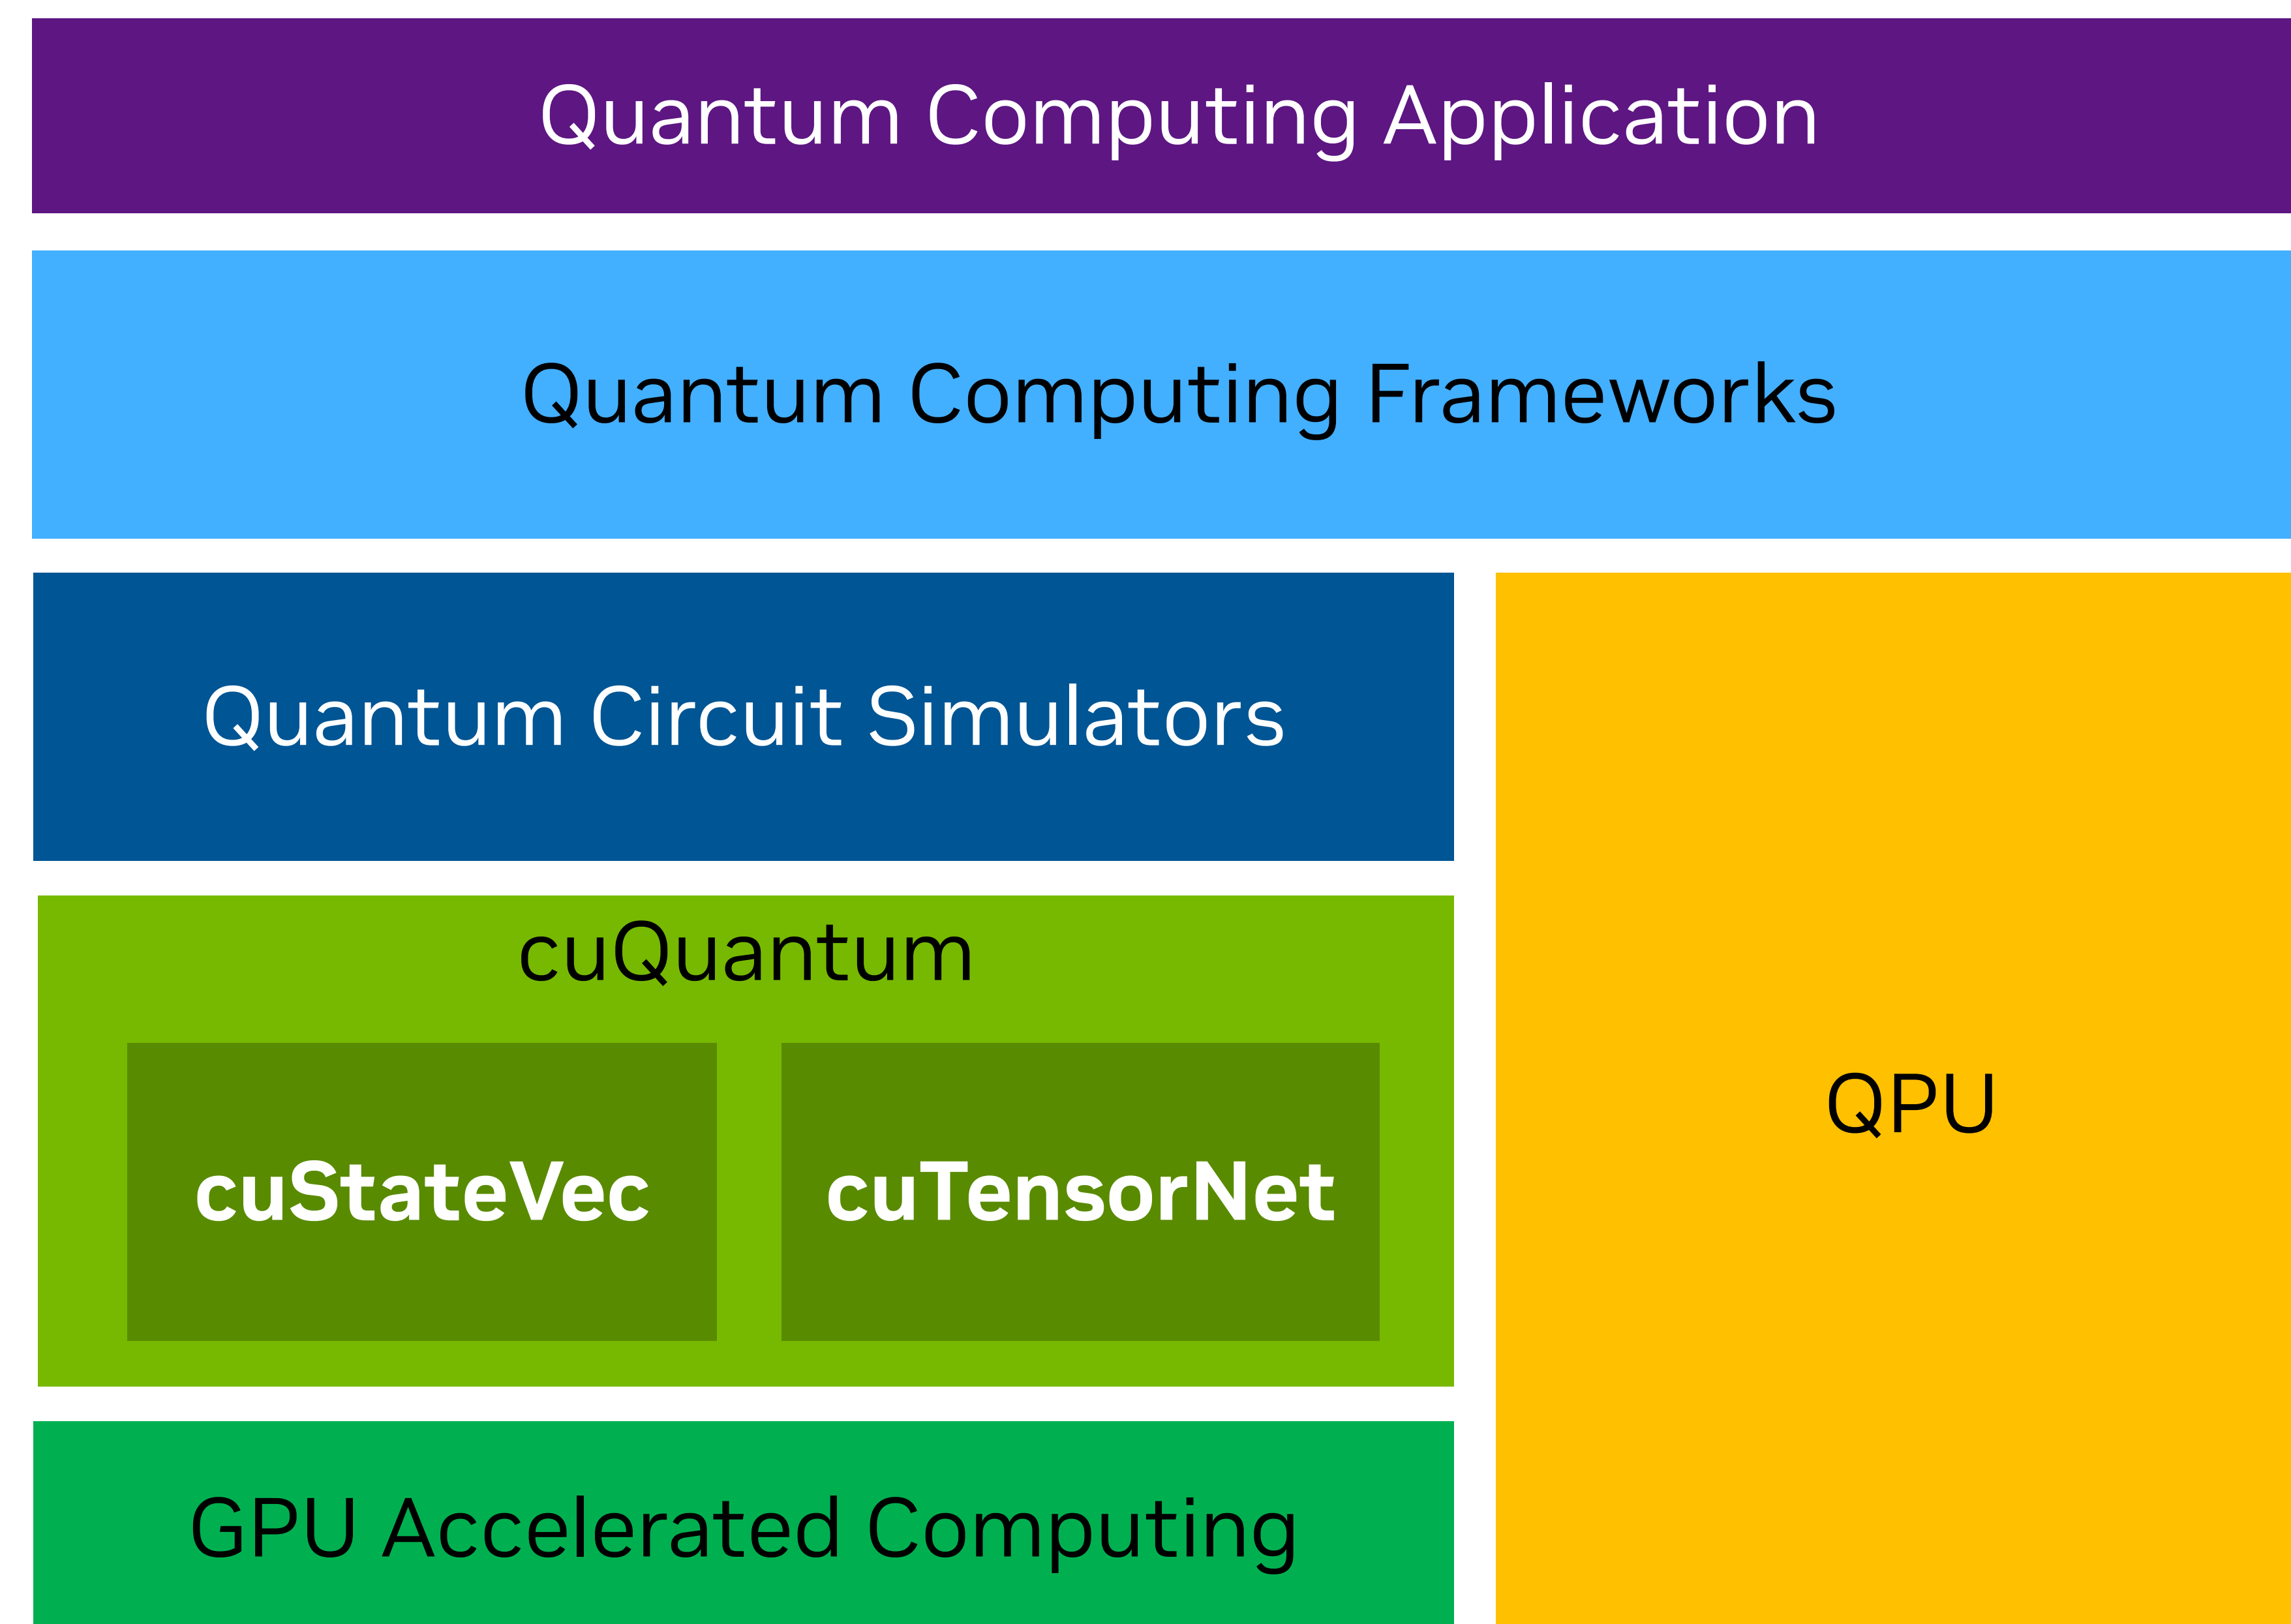 Quantum Computing Application
Quantum Computing Frameworks
Quantum Circuit Simulators
cuQuantum
cuStateVec
cuTensorNet
QPU
GPU Accelerated Computing